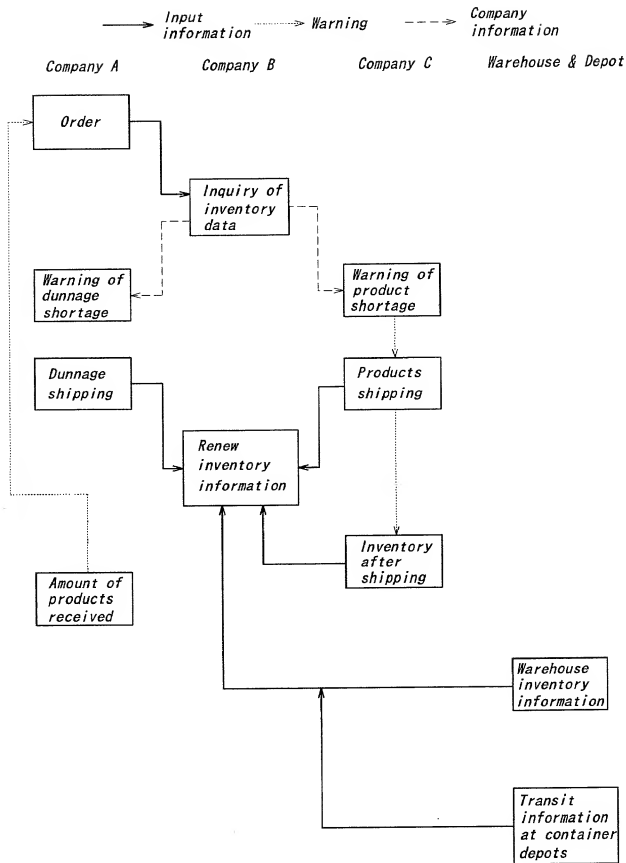 Input
information
Warning
Company
information
Company A
Company B
Company C
Warehouse & Depot
Order
Inquiry of
inventory
data
Warning of
dunnage
shortage
Warning of
product
shortage
Dunnage
shipping
Products
shipping
Renew
inventory
information
Inventory
after
shipping
Amount of
products
received
Warehouse
inventory
information
Transit
information
at container
depots